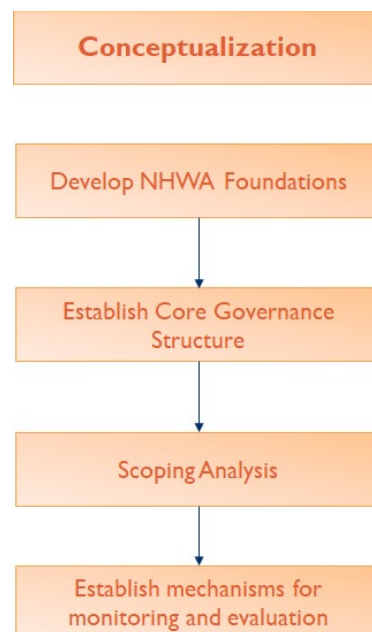 Conceptualization
Develop NHWA Foundations
Establish Core Governance
Structure
Scoping Analysis
Establish mechanisms for
monitoring and evaluation